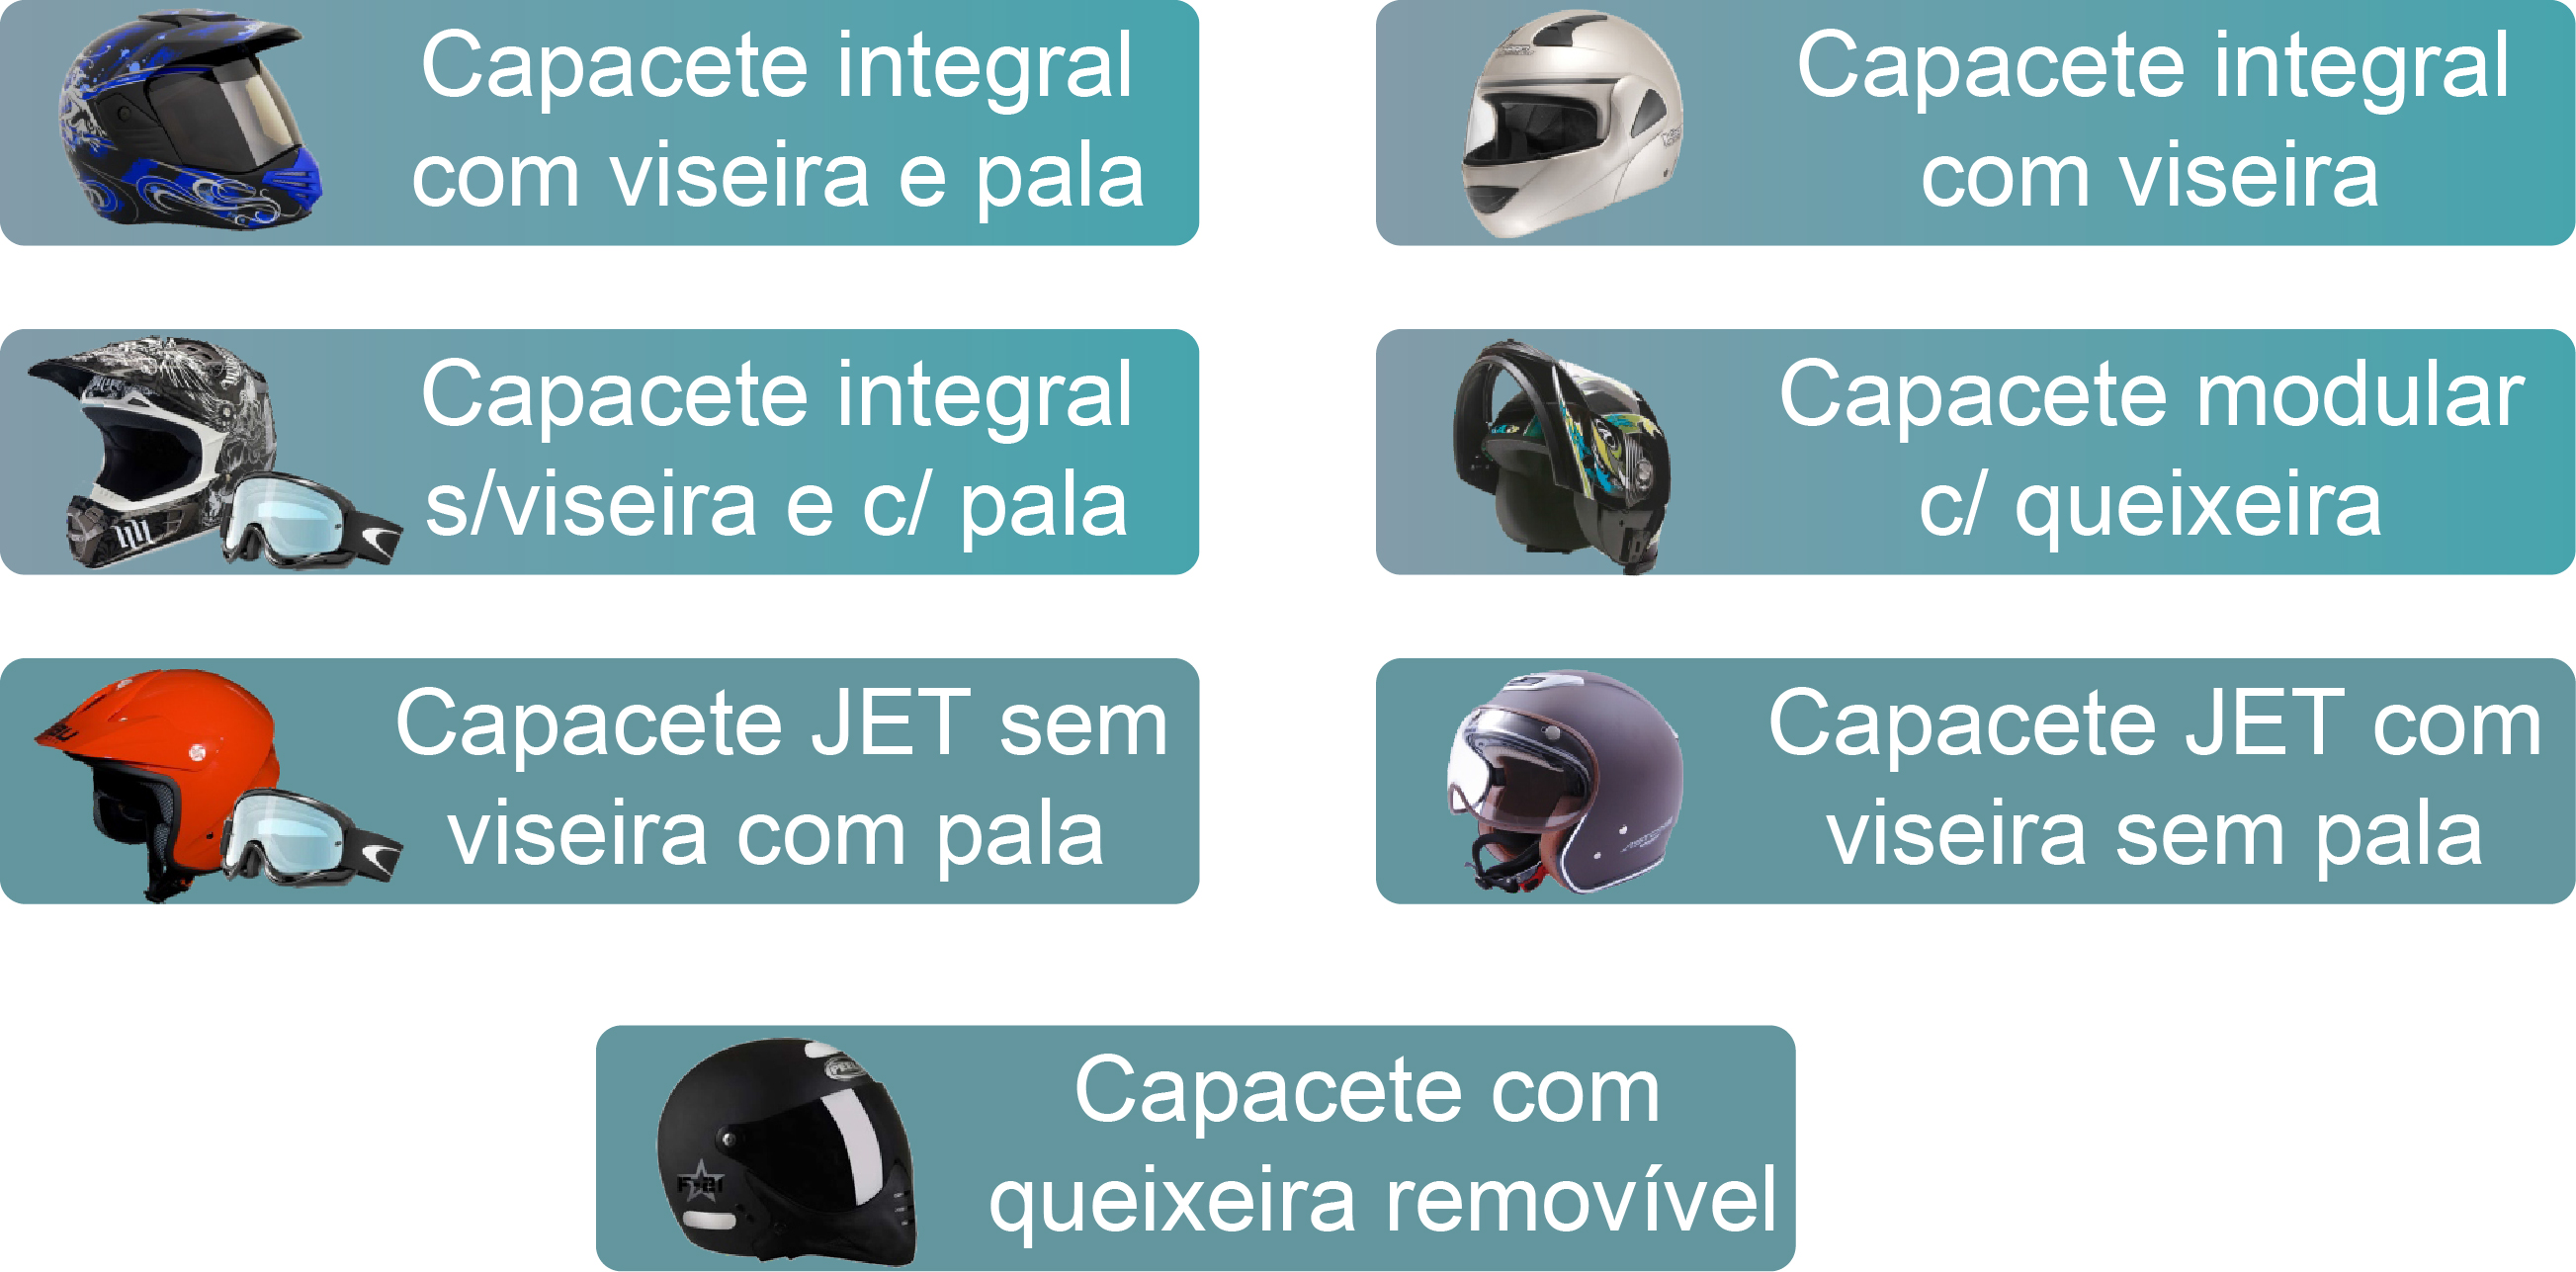 Capacete integral
com viseira e pala
Capacete integral
com viseira
Capacete integral
s/viseira e c/ pala
Capacete modular
c/ queixeira
Capacete JET sem
viseira com pala
Capacete JET com
viseira sem pala
Capacete com
queixeira removível
F-21